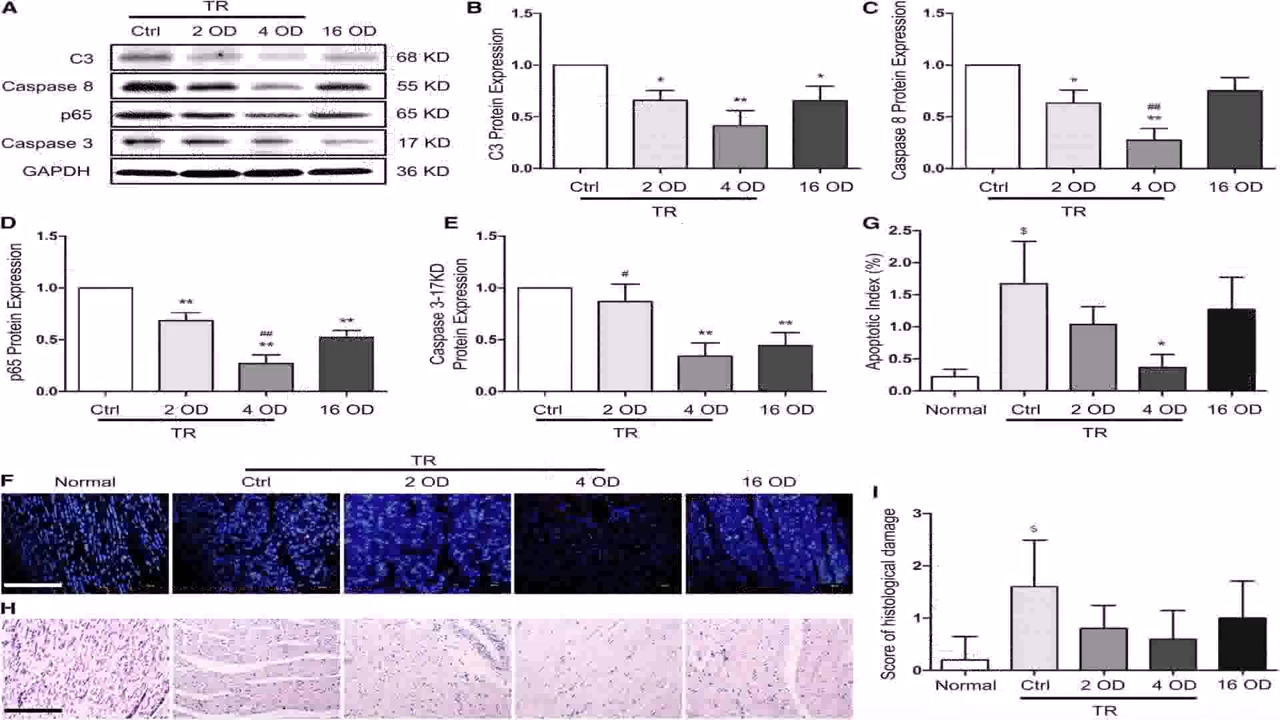 A
TR
Ctrl 2 OD 4 OD 16 OD
C3 68 KD
Caspase 8 55 KD
p65 65 KD
Caspase 3 17 KD
GAPDH 36 KD
B
C3 Protein Expression
1.5
1.0
0.5
0.0
* ** *
Ctrl 2 OD 4 OD 16 OD
TR
C
Caspase 8 Protein Expression
1.5
1.0
0.5
0.0
*
##
**
Ctrl 2 OD 4 OD 16 OD
TR
D
p65 Protein Expression
1.5
1.0
0.5
0.0
**
##
**
**
Ctrl 2 OD 4 OD 16 OD
TR
E
Caspase 3-17KD
Protein Expression
1.5
1.0
0.5
0.0
# ** **
Ctrl 2 OD 4 OD 16 OD
TR
G
Apoptotic Index (%)
2.5
2.0
1.5
1.0
0.5
0.0
$ *
Normal Ctrl 2 OD 4 OD 16 OD
TR
F
TR
Normal Ctrl 2 OD 4 OD 16 OD
H
I
Score of histological damage
3
2
1
0
$
Normal Ctrl 2 OD 4 OD 16 OD
TR